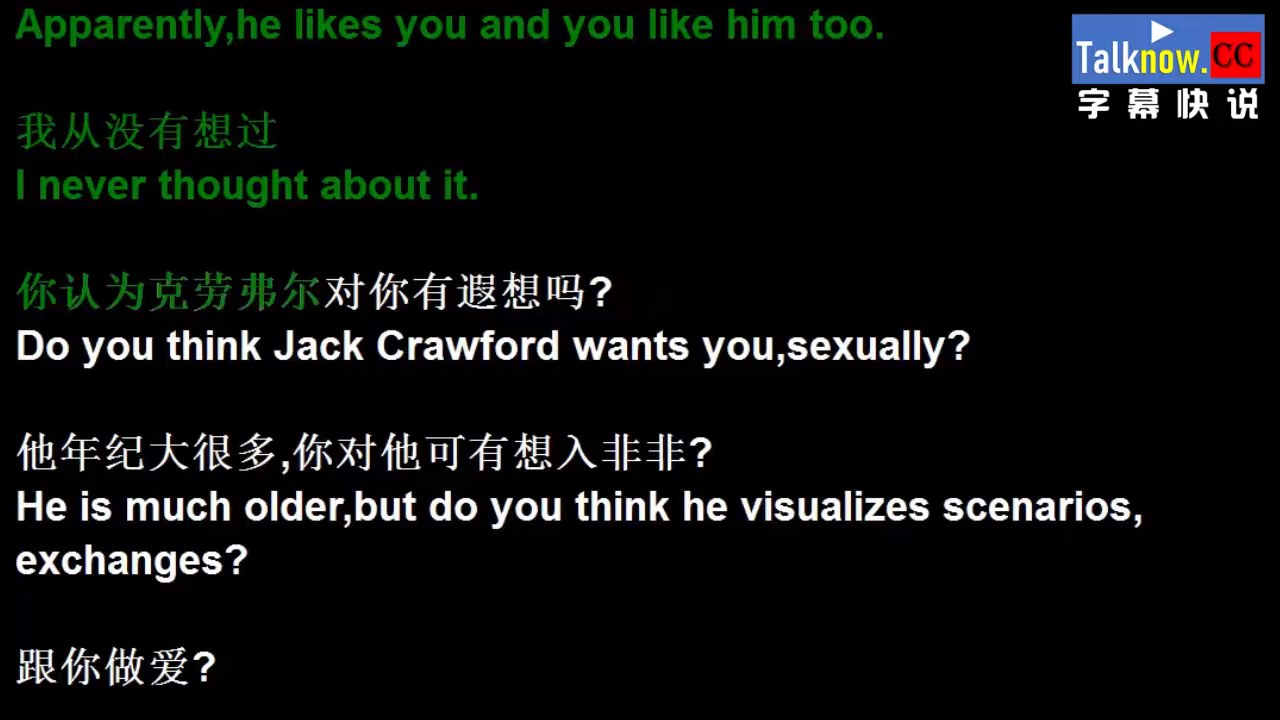 Apparently,he likes you and you like him too.
Talknow.CC
字幕快说
我从没有想过
I never thought about it.
你认为克劳弗尔对你有遐想吗?
Do you think Jack Crawford wants you,sexually?
他年纪大很多,你对他可有想入非非?
He is much older,but do you think he visualizes scenarios,
exchanges?
跟你做爱?